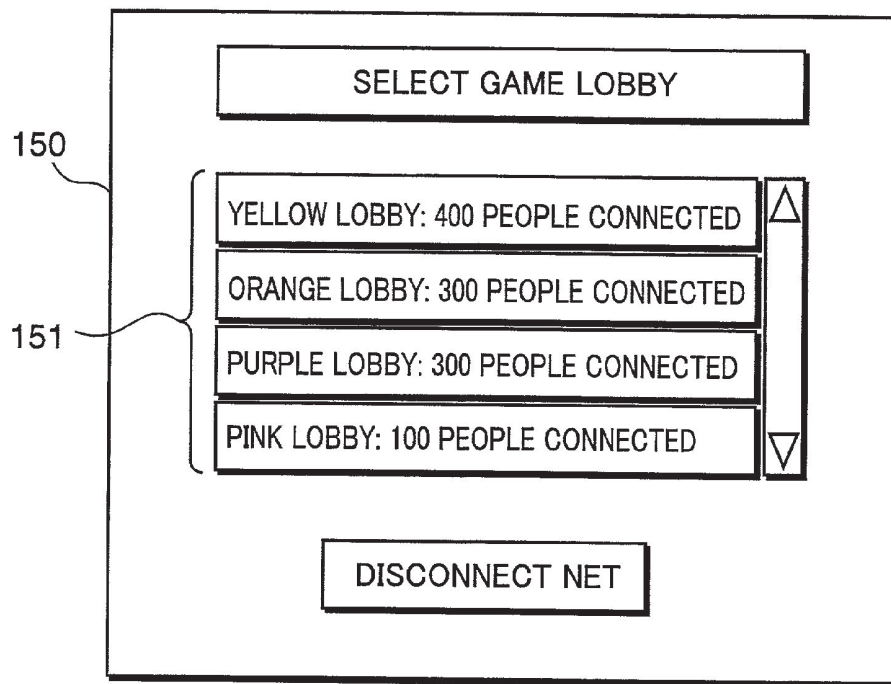 SELECT GAME LOBBY
150
YELLOW LOBBY: 400 PEOPLE CONNECTED
ORANGE LOBBY: 300 PEOPLE CONNECTED
151
PURPLE LOBBY: 300 PEOPLE CONNECTED
PINK LOBBY: 100 PEOPLE CONNECTED
DISCONNECT NET